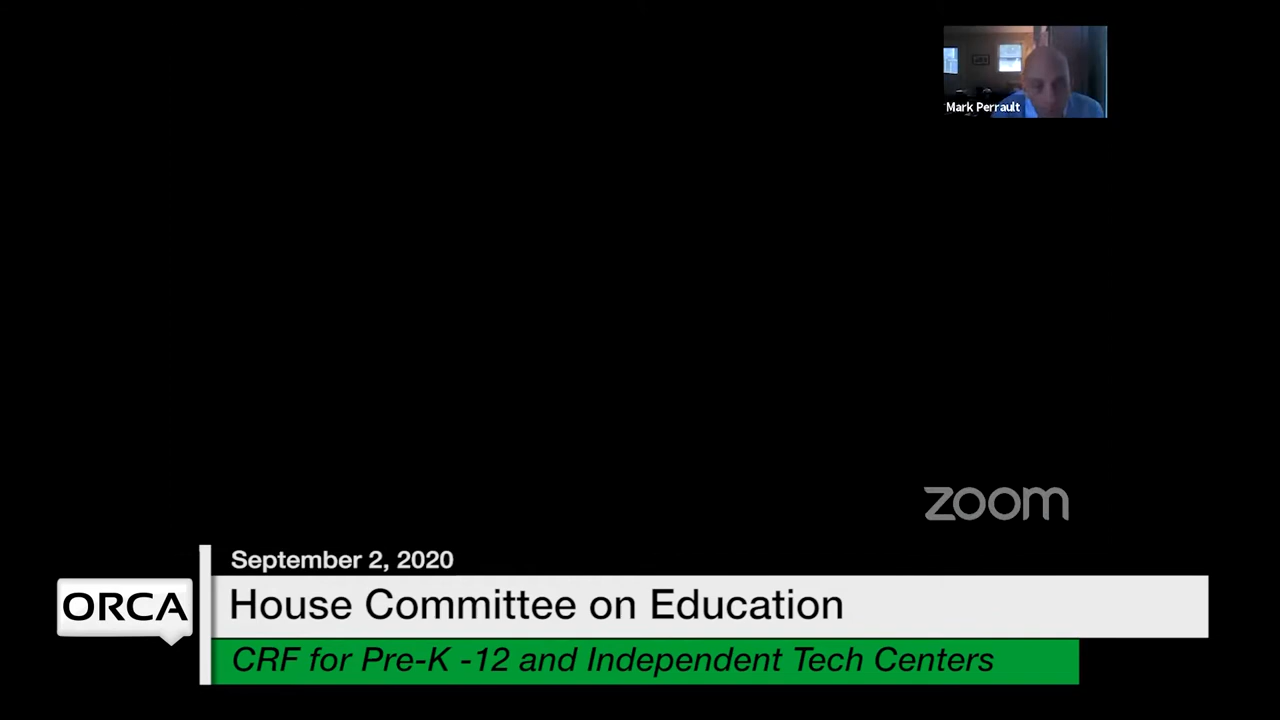 Mark Perrault
zoom
September 2, 2020
ORCA
House Committee on Education
CRF for Pre-K -12 and Independent Tech Centers